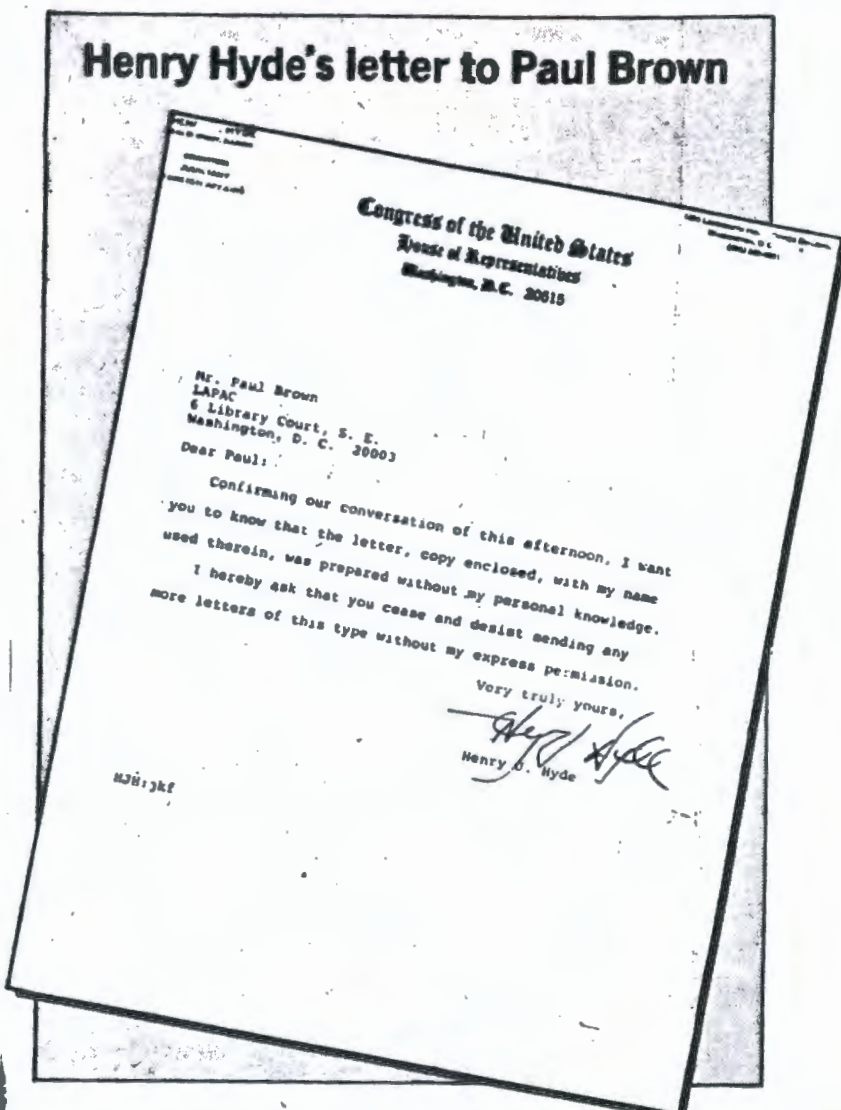 Henry Hyde's letter to Paul Brown
HYDE
Congress of the United States
House of Representatives
Washington, D.C. 20515
Mr. Paul Brown
LAPAC
6 Library Court, S. E.
Washington, D. C. 20003
Dear Paul:
Confirming our conversation of this afternoon, I want
you to know that the letter, copy enclosed, with my name
used therein, was prepared without my personal knowledge.
I hereby ask that you cease and desist sending any
more letters of this type without my express permission.
Very truly yours,
Henry J. Hyde
HJH:jkf